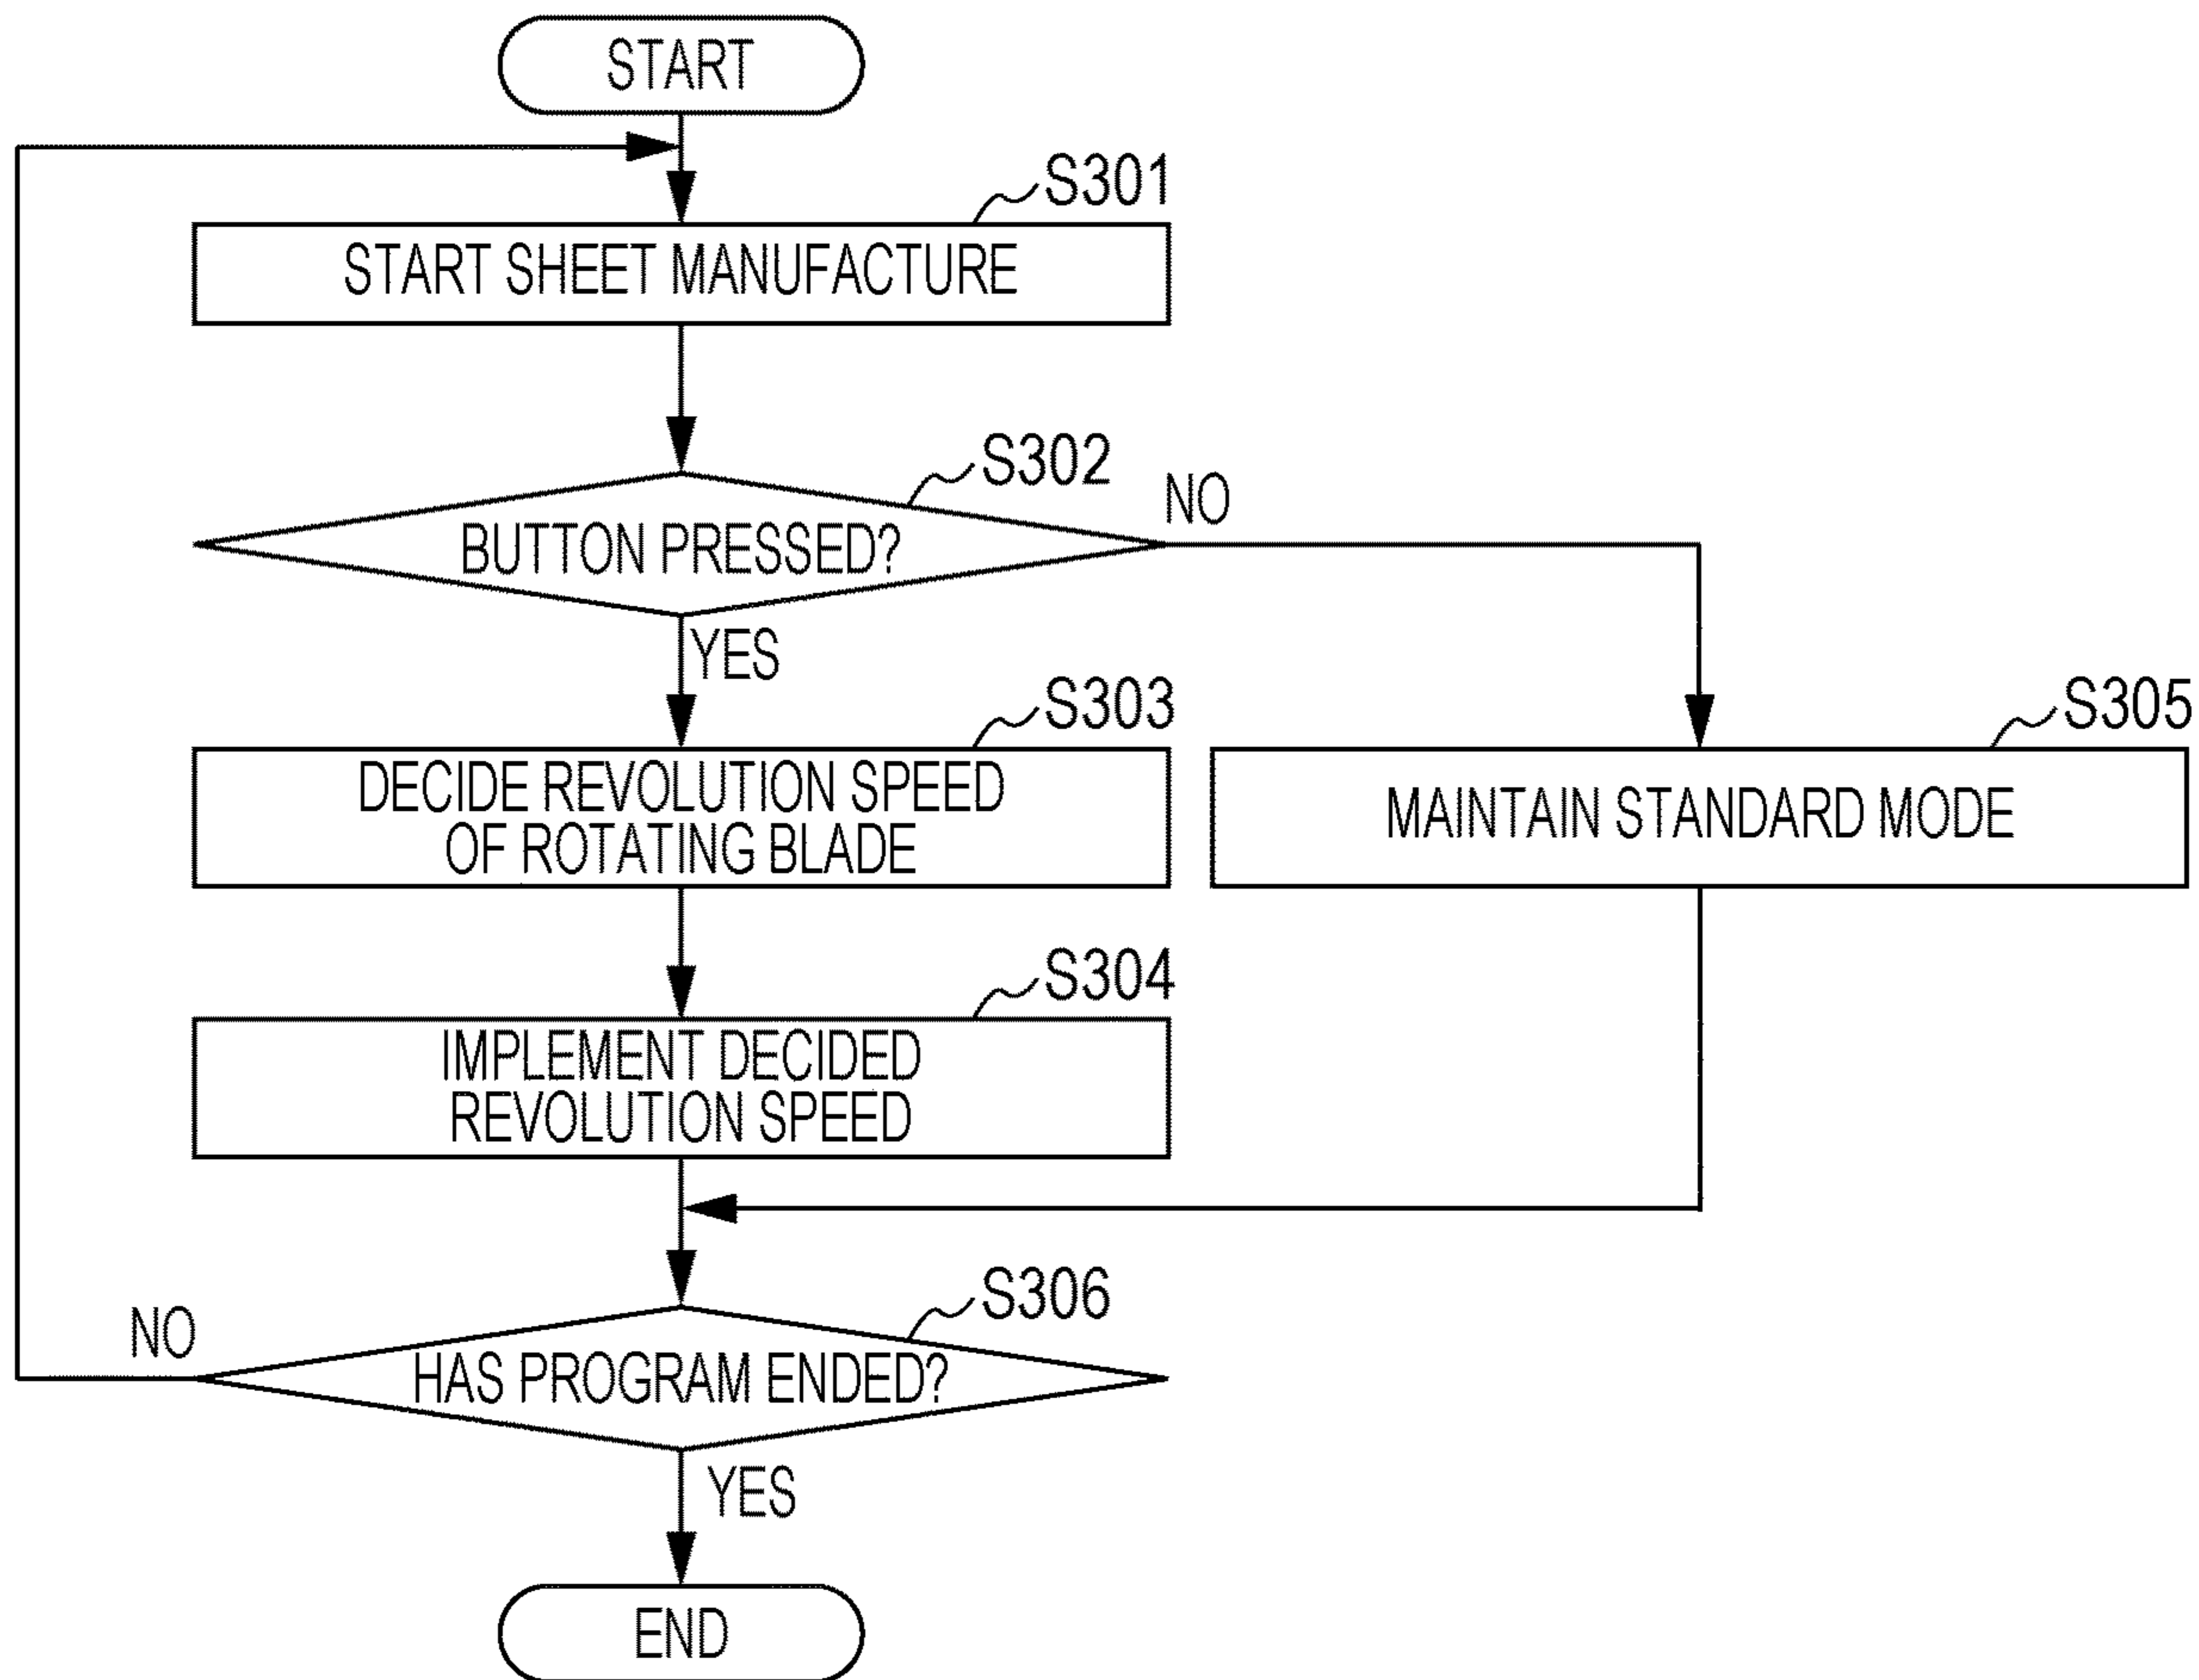 START
S301
START SHEET MANUFACTURE
S302
NO
BUTTON PRESSED?
YES
S303
S305
DECIDE REVOLUTION SPEED
OF ROTATING BLADE
MAINTAIN STANDARD MODE
S304
IMPLEMENT DECIDED
REVOLUTION SPEED
S306
NO
HAS PROGRAM ENDED?
YES
END